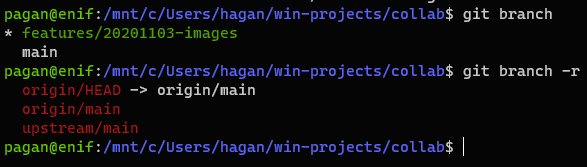 pagan@enif:/mnt/c/Users/hagan/win-projects/collab$ git branch
* features/20201103-images
  main
pagan@enif:/mnt/c/Users/hagan/win-projects/collab$ git branch -r
  origin/HEAD -> origin/main
  origin/main
  upstream/main
pagan@enif:/mnt/c/Users/hagan/win-projects/collab$